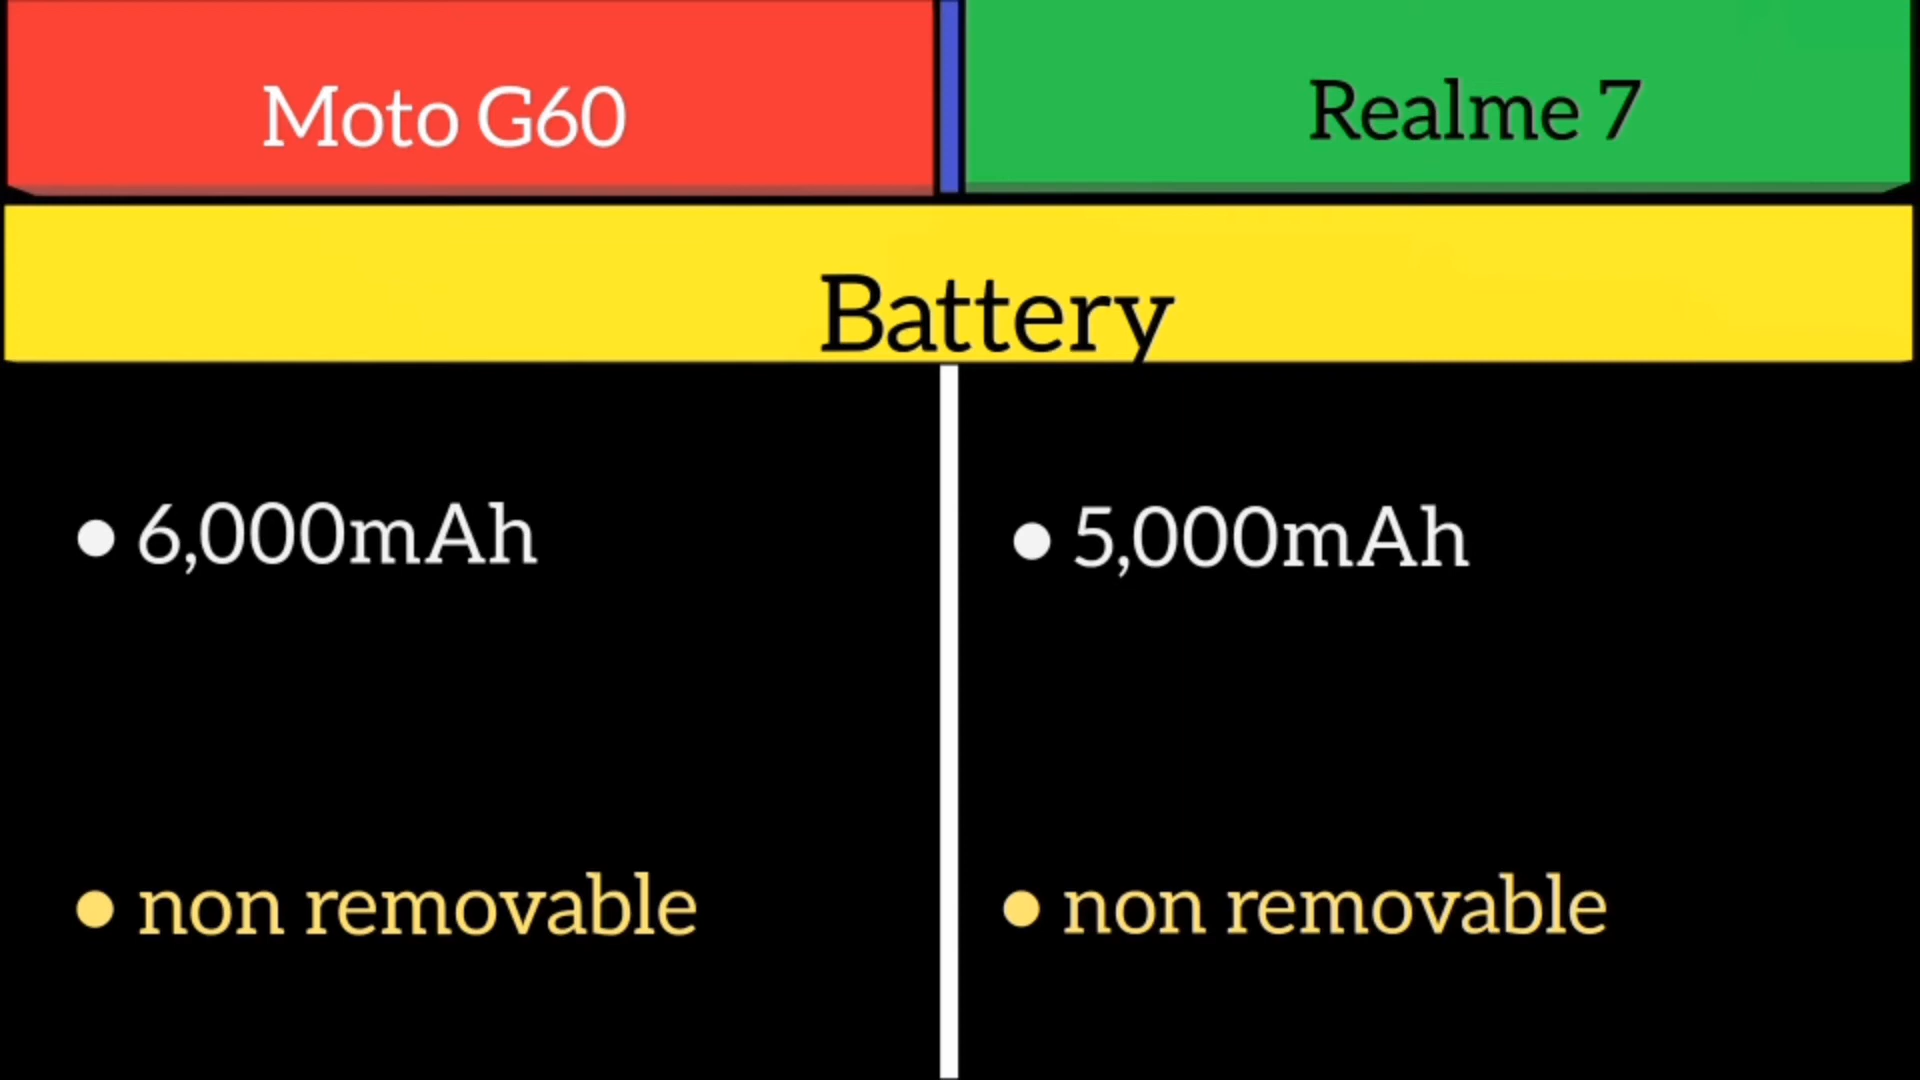 Moto G60
Realme 7
Battery
● 6,000mAh
● 5,000mAh
● non removable
● non removable